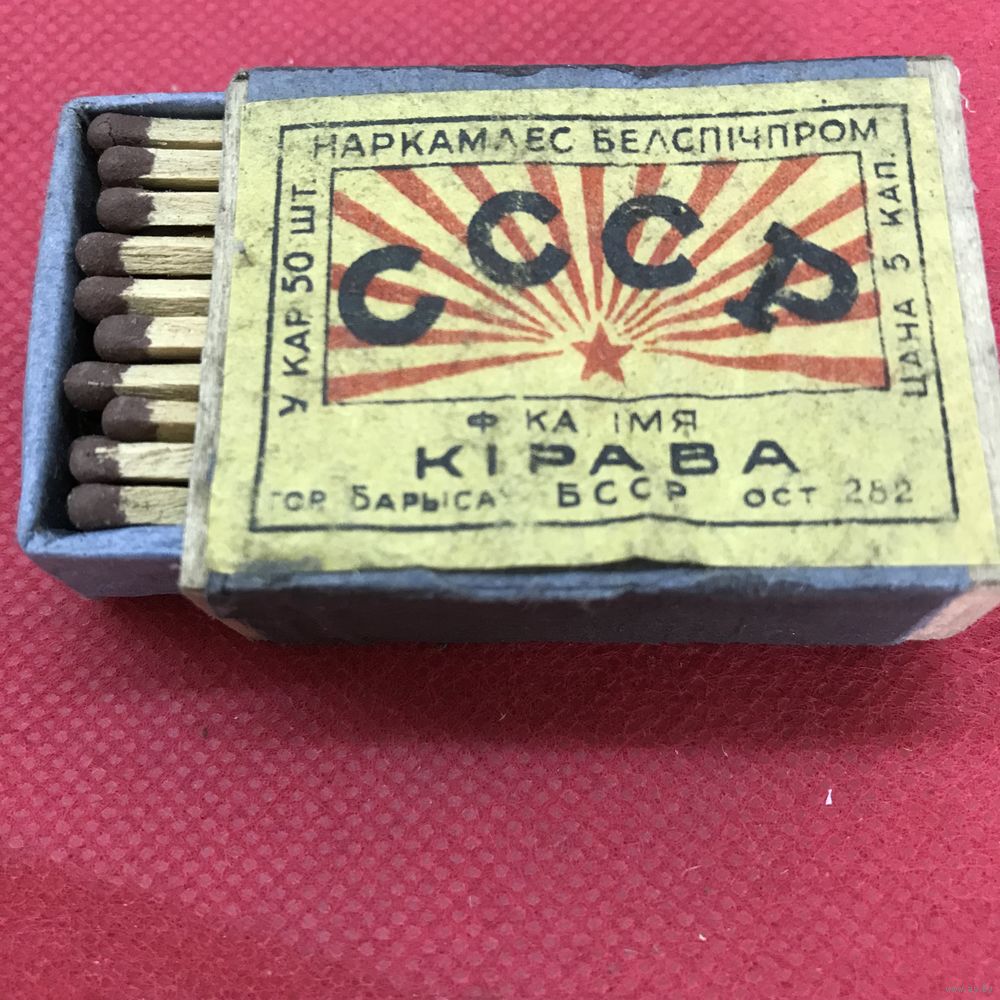 НАРКАМЛЕС БЕЛСПІЧПРОМ
У КАР 50 ШТ.
СССР
ЦАНА 5 КАП.
Ф КА ІМЯ
КІРАВА
ГОР БАРЫСАЎ БССР ОСТ 282